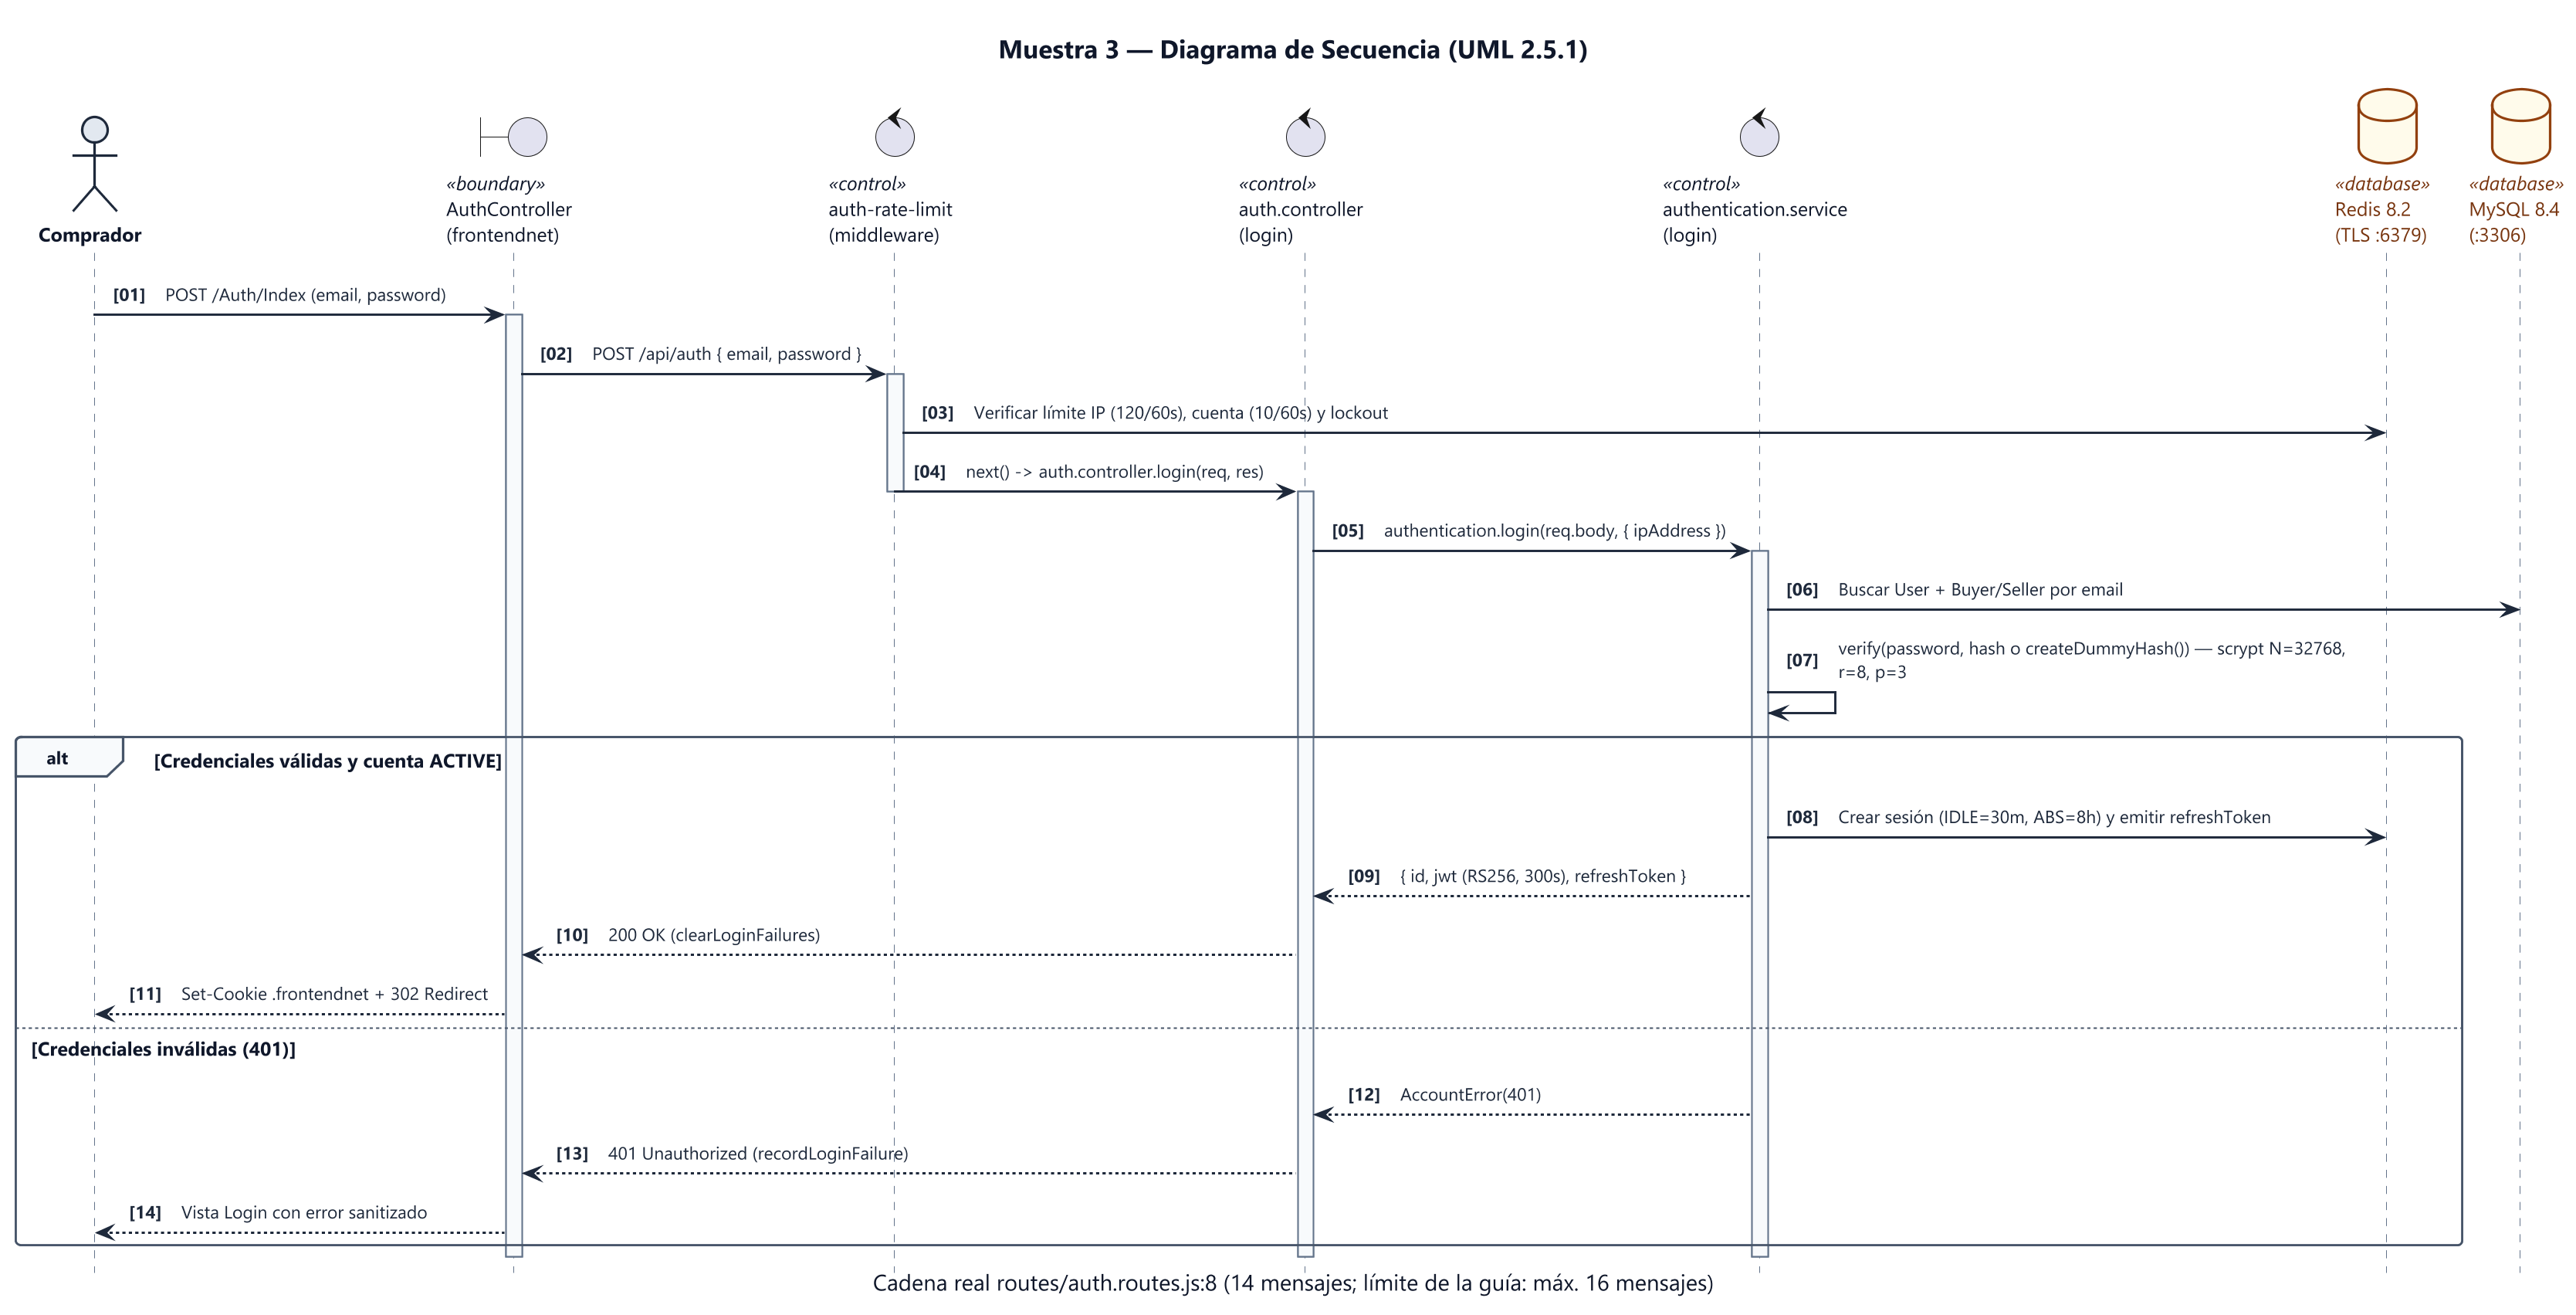 Muestra 3 — Diagrama de Secuencia (UML 2.5.1)
Comprador
«boundary»
AuthController
(frontendnet)
«control»
auth-rate-limit
(middleware)
«control»
auth.controller
(login)
«control»
authentication.service
(login)
«database»
Redis 8.2
(TLS :6379)
«database»
MySQL 8.4
(:3306)
[01] POST /Auth/Index (email, password)
[02] POST /api/auth { email, password }
[03] Verificar límite IP (120/60s), cuenta (10/60s) y lockout
[04] next() -> auth.controller.login(req, res)
[05] authentication.login(req.body, { ipAddress })
[06] Buscar User + Buyer/Seller por email
[07] verify(password, hash o createDummyHash()) — scrypt N=32768,
r=8, p=3
alt [Credenciales válidas y cuenta ACTIVE]
[08] Crear sesión (IDLE=30m, ABS=8h) y emitir refreshToken
[09] { id, jwt (RS256, 300s), refreshToken }
[10] 200 OK (clearLoginFailures)
[11] Set-Cookie .frontendnet + 302 Redirect
[Credenciales inválidas (401)]
[12] AccountError(401)
[13] 401 Unauthorized (recordLoginFailure)
[14] Vista Login con error sanitizado
Cadena real routes/auth.routes.js:8 (14 mensajes; límite de la guía: máx. 16 mensajes)